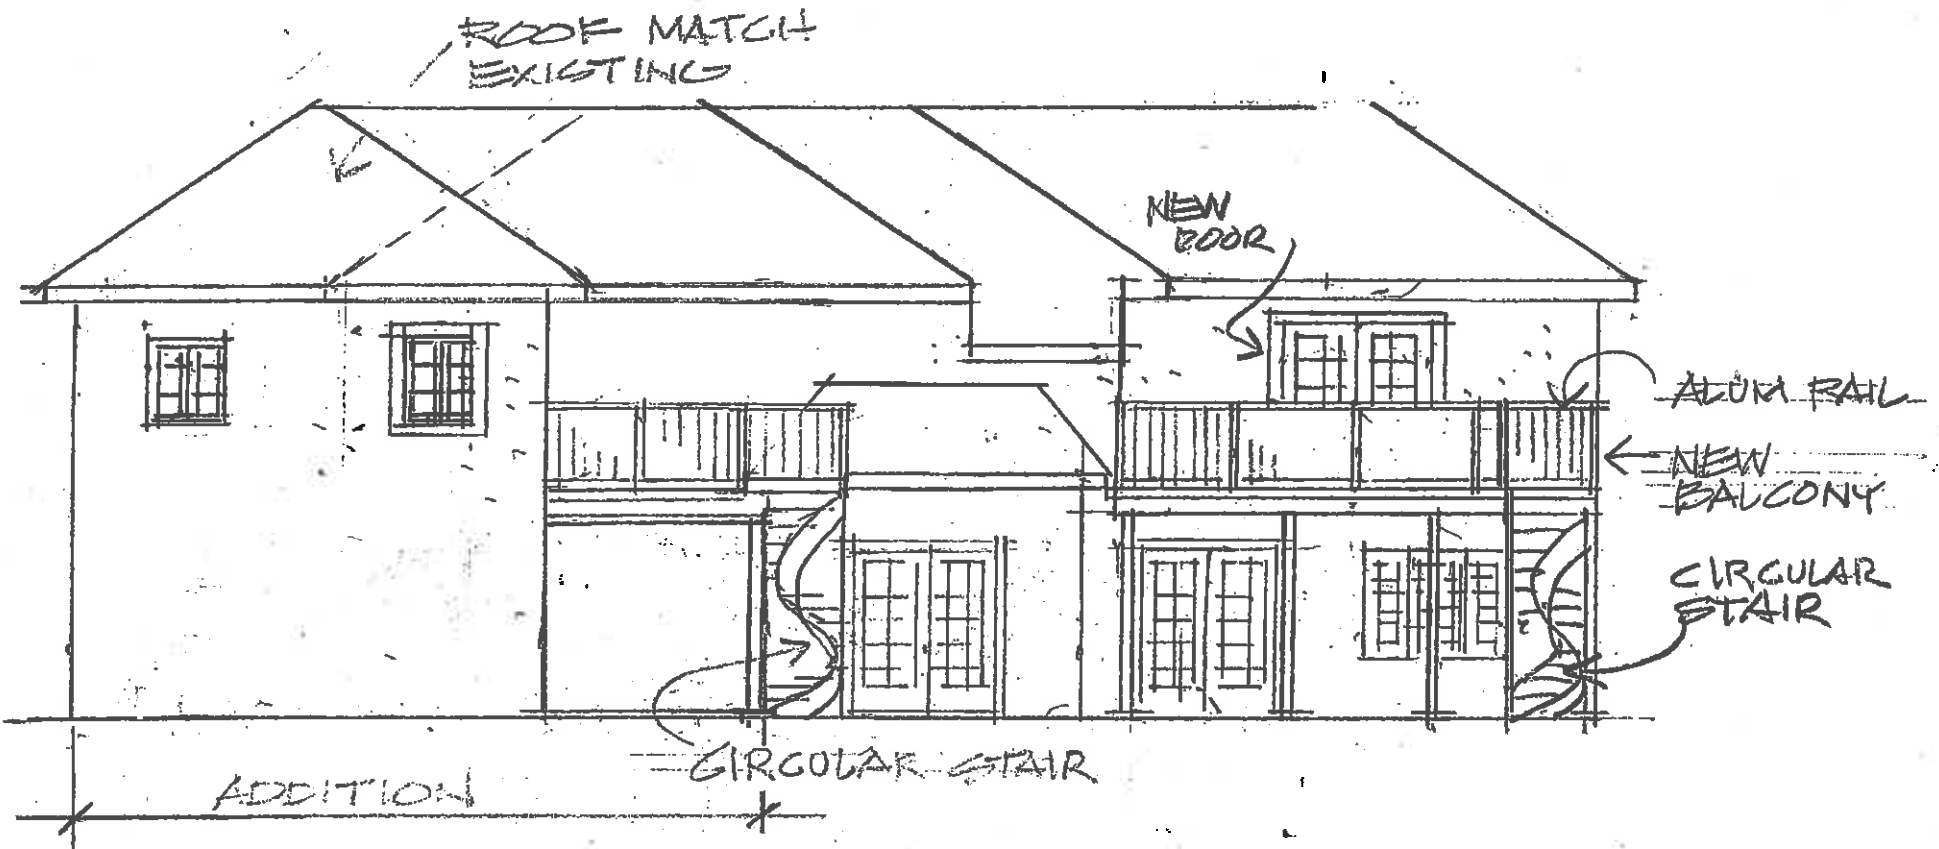 ROOF MATCH
EXISTING
NEW
DOOR
ALUM RAIL
NEW
BALCONY
CIRCULAR
STAIR
CIRCULAR STAIR
ADDITION